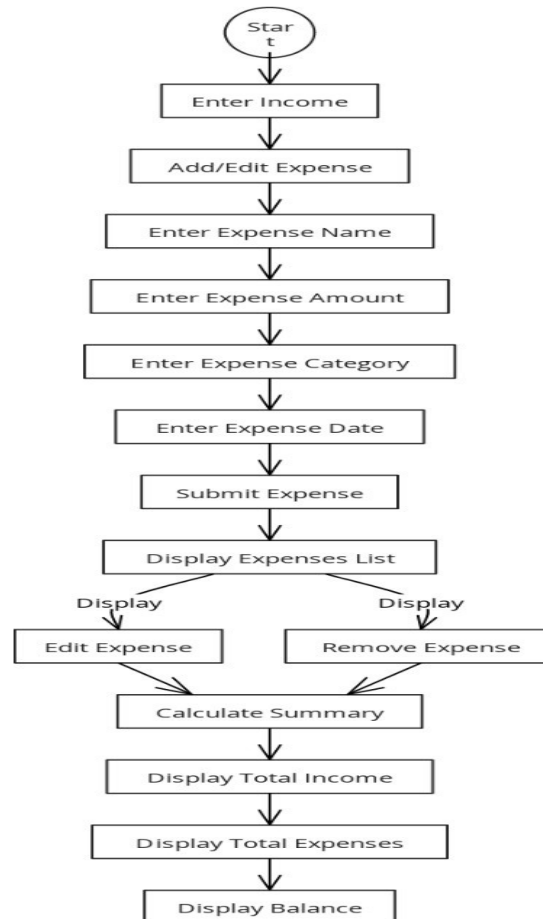 Star
t
Enter Income
Add/Edit Expense
Enter Expense Name
Enter Expense Amount
Enter Expense Category
Enter Expense Date
Submit Expense
Display Expenses List
Display Display
Edit Expense Remove Expense
Calculate Summary
Display Total Income
Display Total Expenses
Display Balance